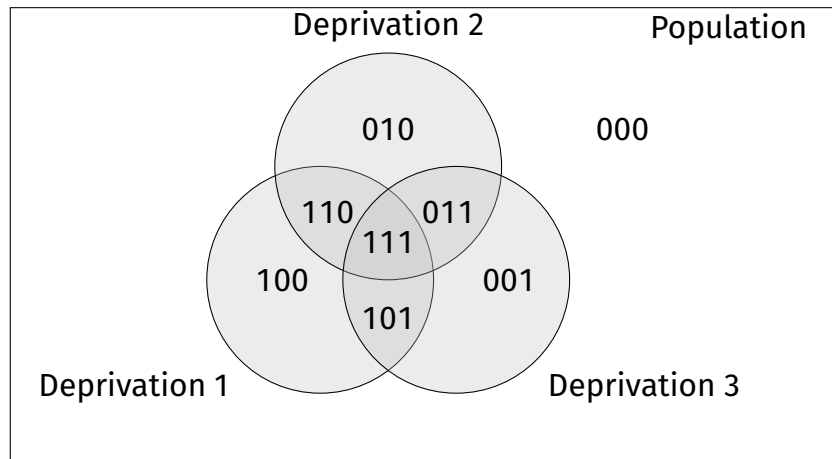 Deprivation 2
Population
010
000
110
011
111
100
001
101
Deprivation 1
Deprivation 3